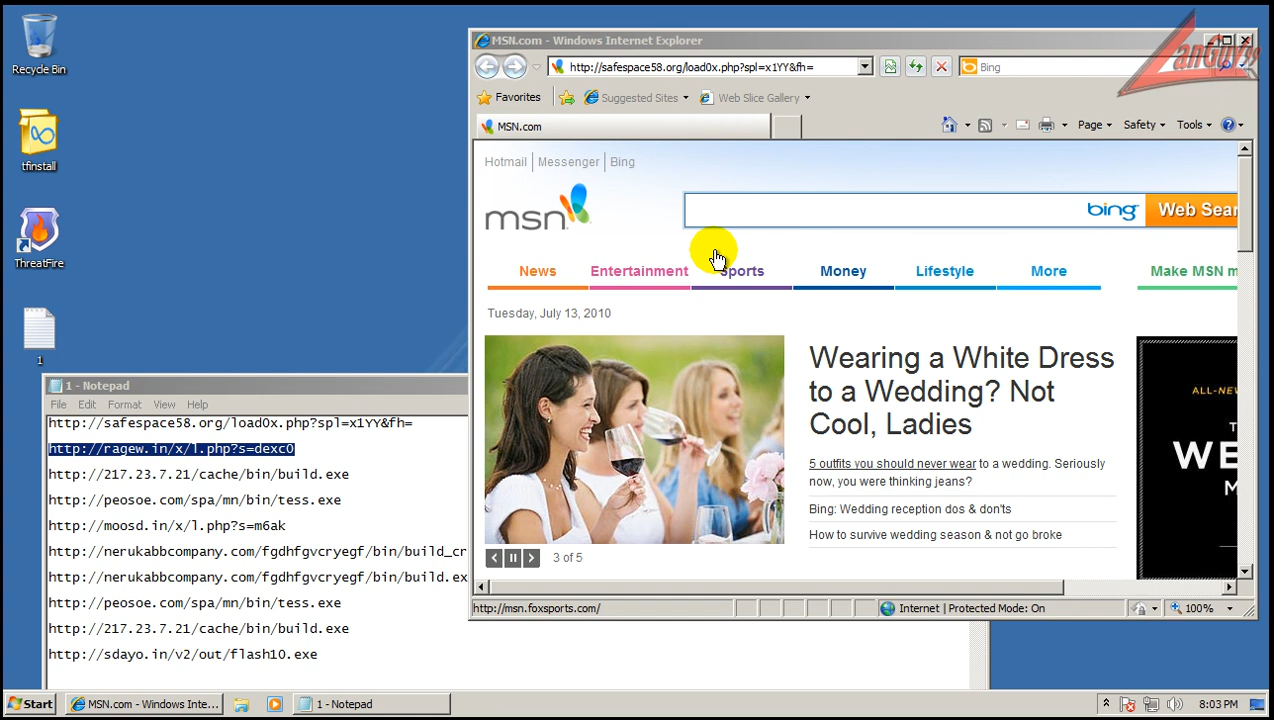 Recycle Bin
tfinstall
ThreatFire
1
MSN.com - Windows Internet Explorer
http://safespace58.org/load0x.php?spl=x1YY&fh=
Bing
Favorites
Suggested Sites
Web Slice Gallery
MSN.com
Page
Safety
Tools
Hotmail
Messenger
Bing
msn
bing
Web Sear
News
Entertainment
Sports
Money
Lifestyle
More
Make MSN m
Tuesday, July 13, 2010
Wearing a White Dress
to a Wedding? Not
Cool, Ladies
5 outfits you should never wear to a wedding. Seriously
now, you were thinking jeans?
Bing: Wedding reception dos & don'ts
How to survive wedding season & not go broke
3 of 5
ALL-NEW
WE
http://msn.foxsports.com/
Internet | Protected Mode: On
100%
1 - Notepad
File Edit Format View Help
http://safespace58.org/load0x.php?spl=x1YY&fh=
http://ragew.in/x/l.php?s=dexc0
http://217.23.7.21/cache/bin/build.exe
http://peosoe.com/spa/mn/bin/tess.exe
http://moosd.in/x/l.php?s=m6ak
http://nerukabbcompany.com/fgdhfgvcryegf/bin/build_cr
http://nerukabbcompany.com/fgdhfgvcryegf/bin/build.ex
http://peosoe.com/spa/mn/bin/tess.exe
http://217.23.7.21/cache/bin/build.exe
http://sdayo.in/v2/out/flash10.exe
Start
MSN.com - Windows Inte...
1 - Notepad
8:03 PM